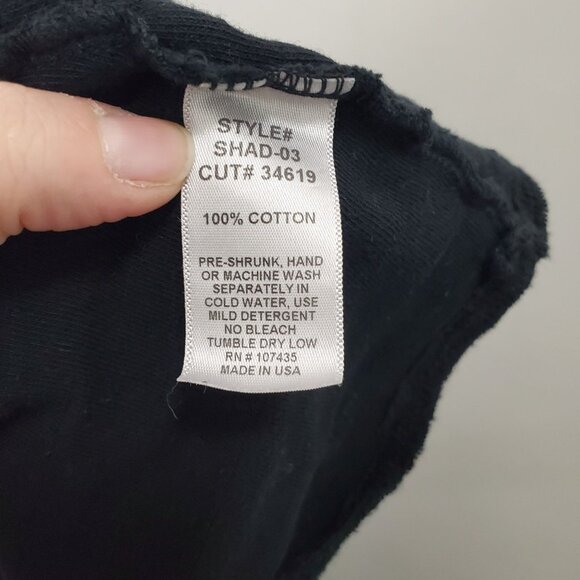 STYLE#
SHAD-03
CUT# 34619
100% COTTON
PRE-SHRUNK, HAND
OR MACHINE WASH
SEPARATELY IN
COLD WATER, USE
MILD DETERGENT
NO BLEACH
TUMBLE DRY LOW
RN # 107435
MADE IN USA